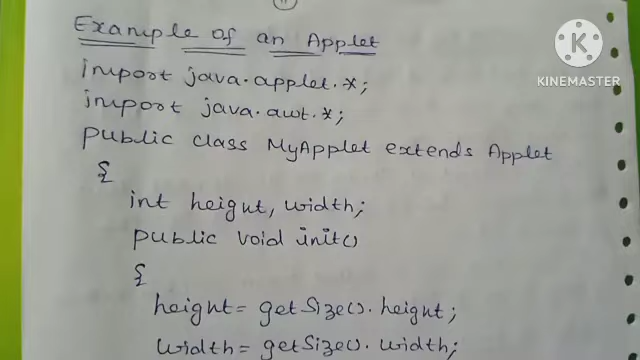 11
Example of an Applet
import java.applet.*;
import java.awt.*;
public class MyApplet extends Applet
{
int height, width;
public void init()
{
height = getSize().height;
width = getSize().width;
KINEMASTER